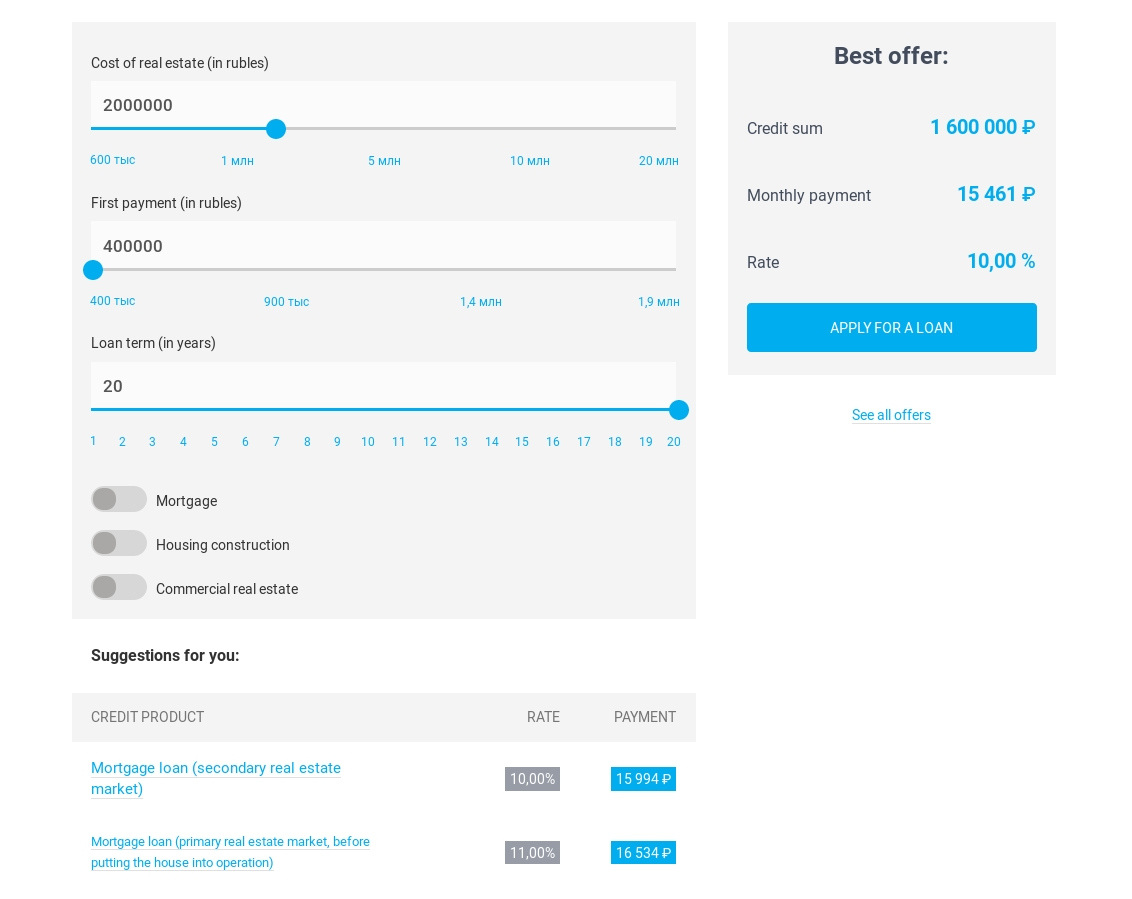 Cost of real estate (in rubles)
2000000
600 тыс 1 млн 5 млн 10 млн 20 млн
First payment (in rubles)
400000
400 тыс 900 тыс 1,4 млн 1,9 млн
Loan term (in years)
20
1 2 3 4 5 6 7 8 9 10 11 12 13 14 15 16 17 18 19 20
Mortgage
Housing construction
Commercial real estate
Best offer:
Credit sum 1 600 000 ₽
Monthly payment 15 461 ₽
Rate 10,00 %
APPLY FOR A LOAN
See all offers
Suggestions for you:
CREDIT PRODUCT RATE PAYMENT
Mortgage loan (secondary real estate
market) 10,00% 15 994 ₽
Mortgage loan (primary real estate market, before
putting the house into operation) 11,00% 16 534 ₽